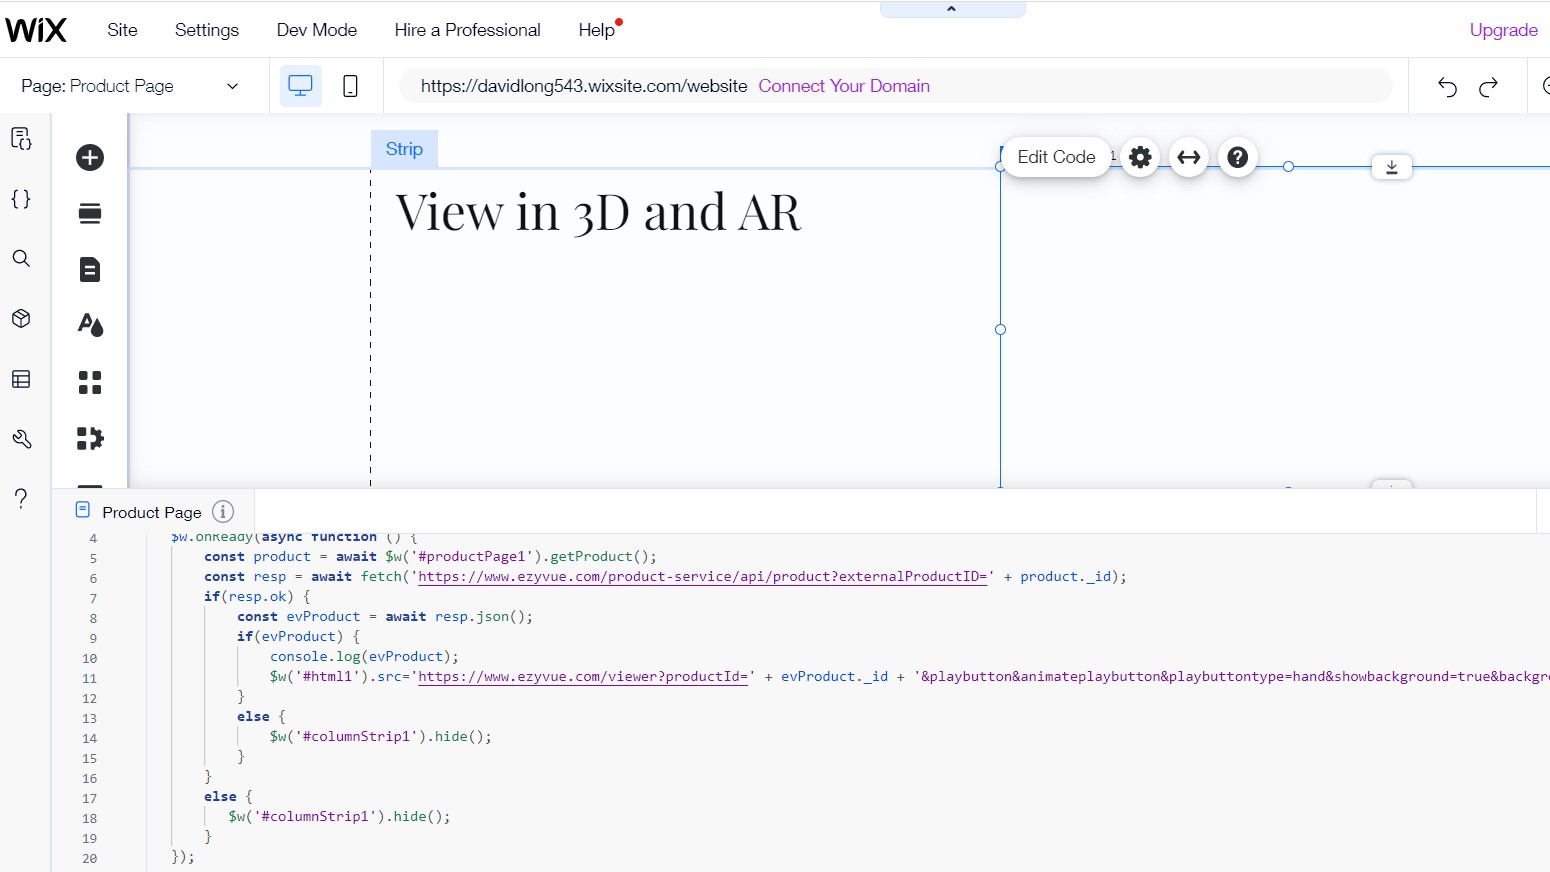 WiX Site Settings Dev Mode Hire a Professional Help Upgrade
Page: Product Page https://davidlong543.wixsite.com/website Connect Your Domain
Strip
Edit Code 1
View in 3D and AR
Product Page
4 $w.onReady(async function () {
5 const product = await $w('#productPage1').getProduct();
6 const resp = await fetch('https://www.ezyvue.com/product-service/api/product?externalProductID=' + product._id);
7 if(resp.ok) {
8 const evProduct = await resp.json();
9 if(evProduct) {
10 console.log(evProduct);
11 $w('#html1').src='https://www.ezyvue.com/viewer?productId=' + evProduct._id + '&playbutton&animateplaybutton&playbuttontype=hand&showbackground=true&backgr
12 }
13 else {
14 $w('#columnStrip1').hide();
15 }
16 }
17 else {
18 $w('#columnStrip1').hide();
19 }
20 });